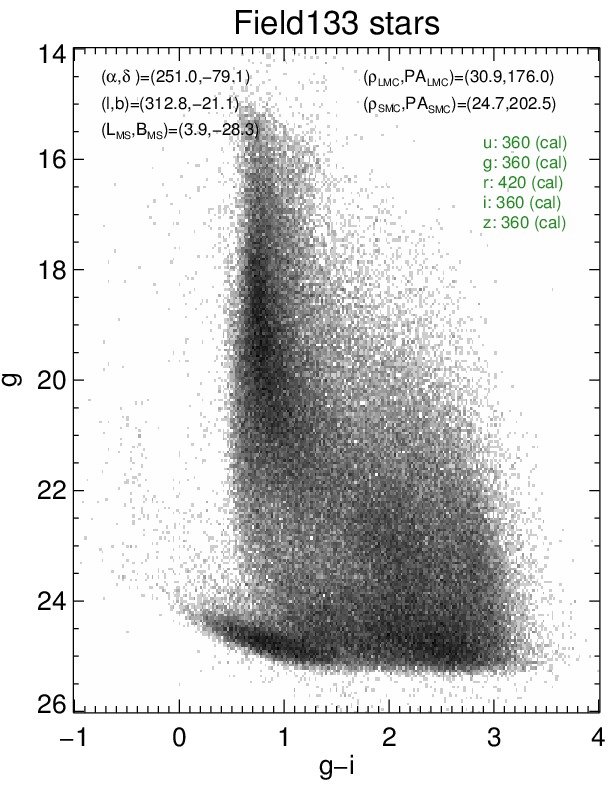 Field133 stars
(α,δ)=(251.0,−79.1)
(ρLMC,PALMC)=(30.9,176.0)
(l,b)=(312.8,−21.1)
(ρSMC,PASMC)=(24.7,202.5)
(LMS,BMS)=(3.9,−28.3)
u: 360 (cal)
g: 360 (cal)
r: 420 (cal)
i: 360 (cal)
z: 360 (cal)
14
16
18
20
22
24
26
g
−1 0 1 2 3 4
g−i